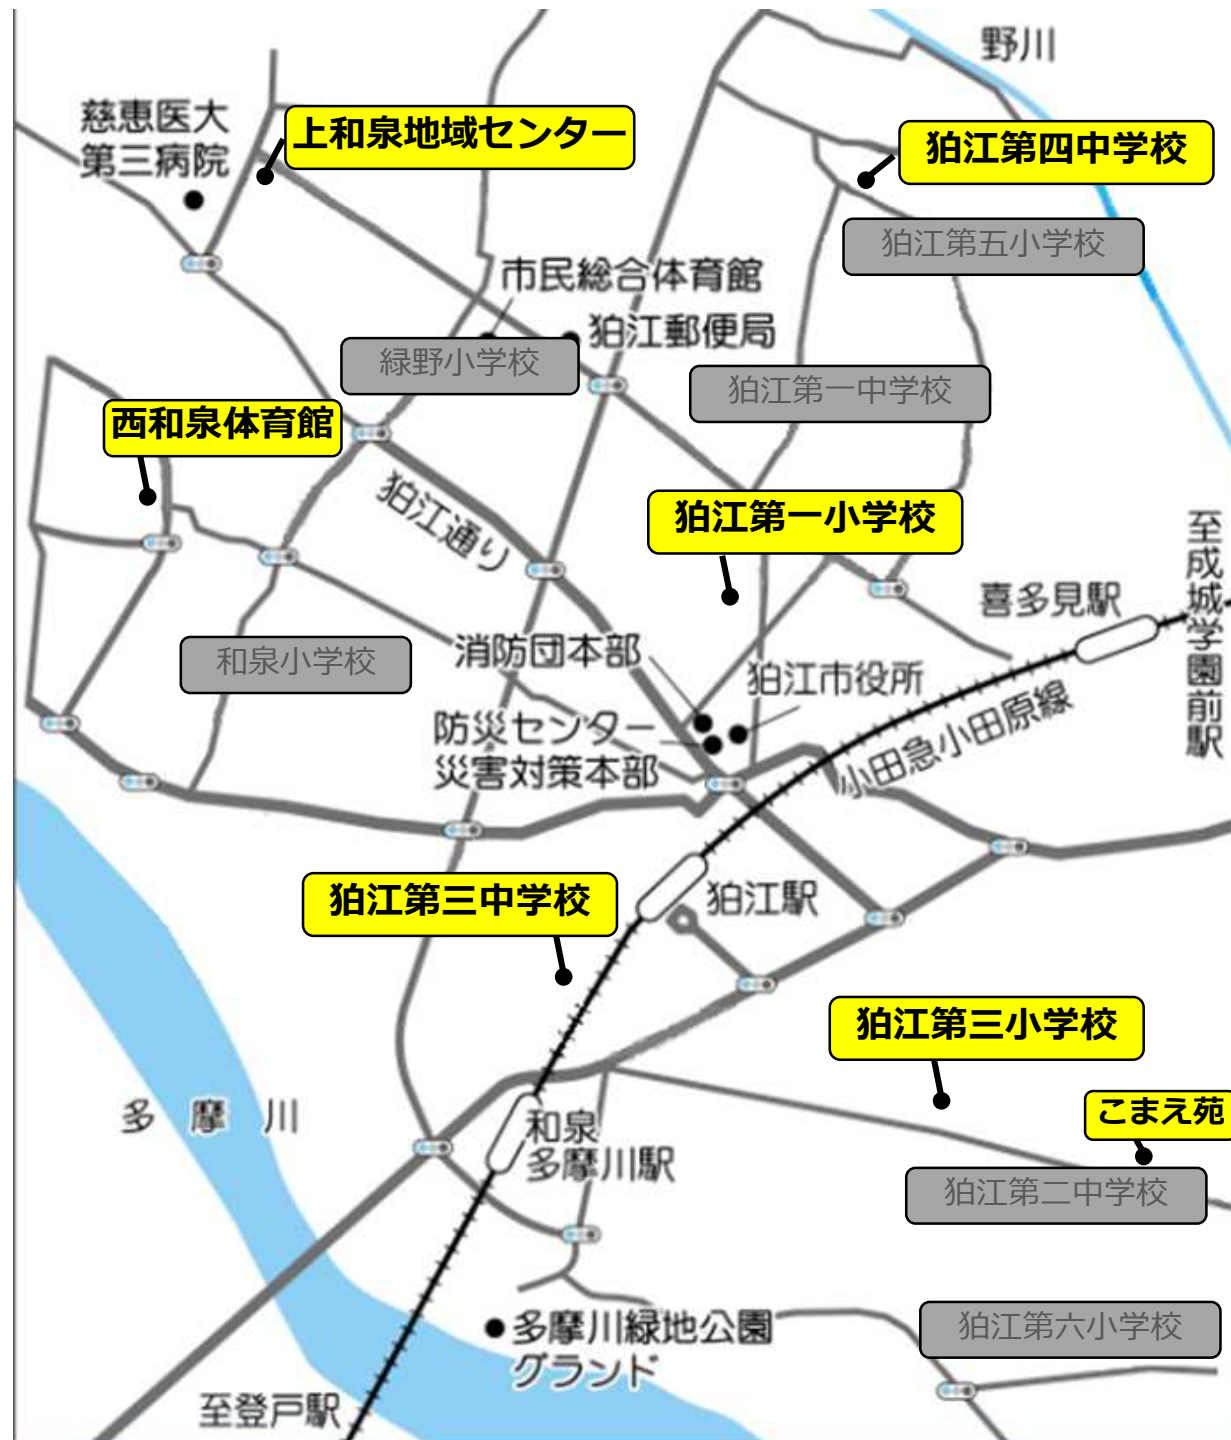 野川
慈恵医大
第三病院
上和泉地域センター
狛江第四中学校
狛江第五小学校
市民総合体育館
狛江郵便局
緑野小学校
狛江第一中学校
西和泉体育館
狛江通り
狛江第一小学校
至成城学園前駅
喜多見駅
和泉小学校
消防団本部
狛江市役所
防災センター
災害対策本部
小田急小田原線
狛江第三中学校
狛江駅
狛江第三小学校
こまえ苑
多摩川
和泉
多摩川駅
狛江第二中学校
狛江第六小学校
多摩川緑地公園
グランド
至登戸駅